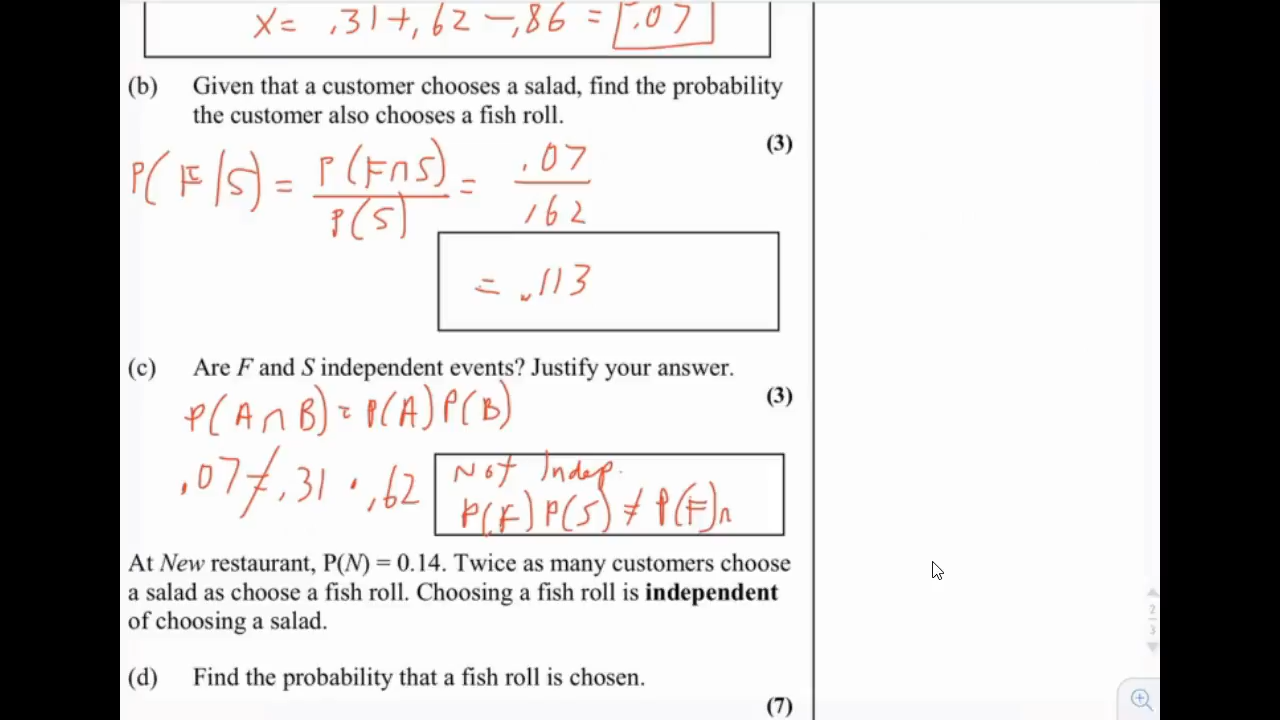 X = .31 + .62 - .86 = .07
(b) Given that a customer chooses a salad, find the probability
the customer also chooses a fish roll.
(3)
P(F/S) = P(F∩S) / P(S) = .07 / .62
= .113
(c) Are F and S independent events? Justify your answer.
(3)
P(A∩B) = P(A)P(B)
.07 ≠ .31 · .62
Not Indep.
P(F)P(S) ≠ P(F)∩
At New restaurant, P(N) = 0.14. Twice as many customers choose
a salad as choose a fish roll. Choosing a fish roll is independent
of choosing a salad.
(d) Find the probability that a fish roll is chosen.
(7)
2
3